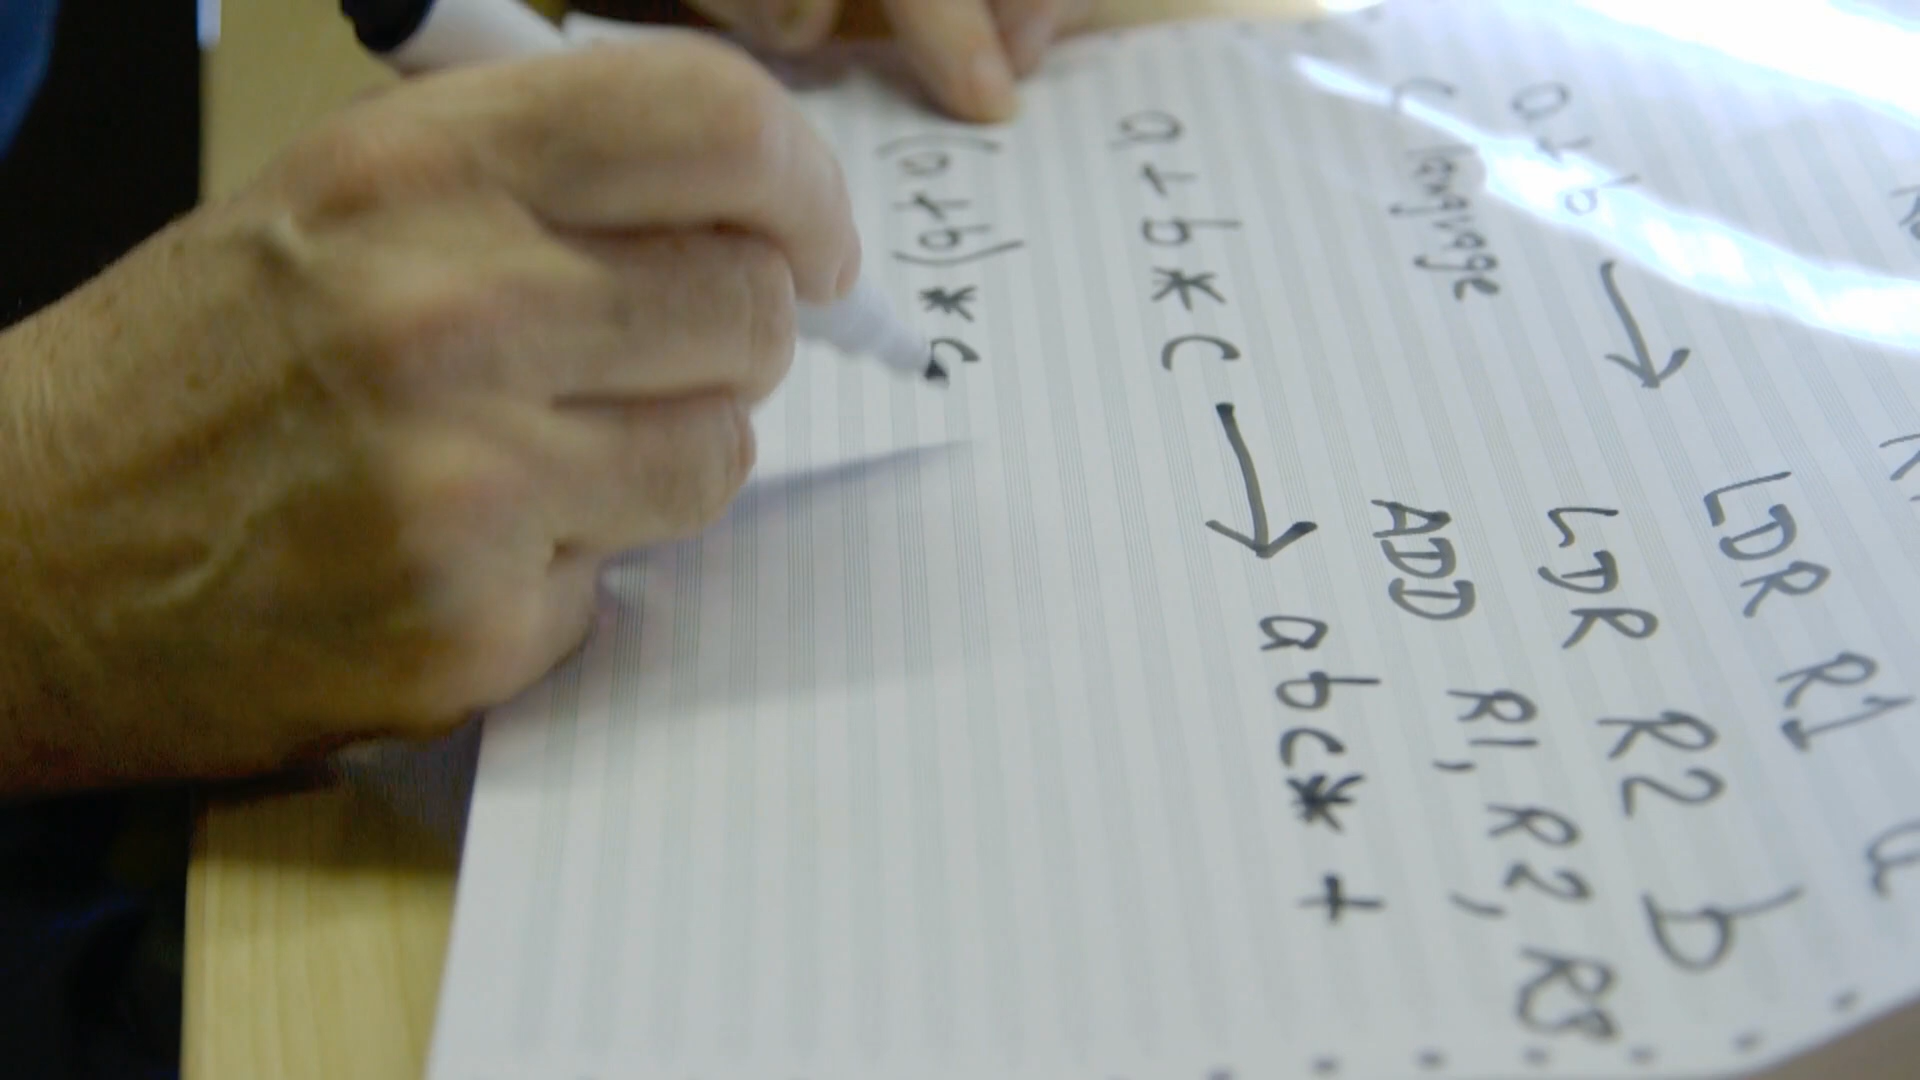 a+b → LDR R1 a
LDR R2 b
C language
ADD R1, R2, R3
a + b * c → abc* +
(a+b) * c